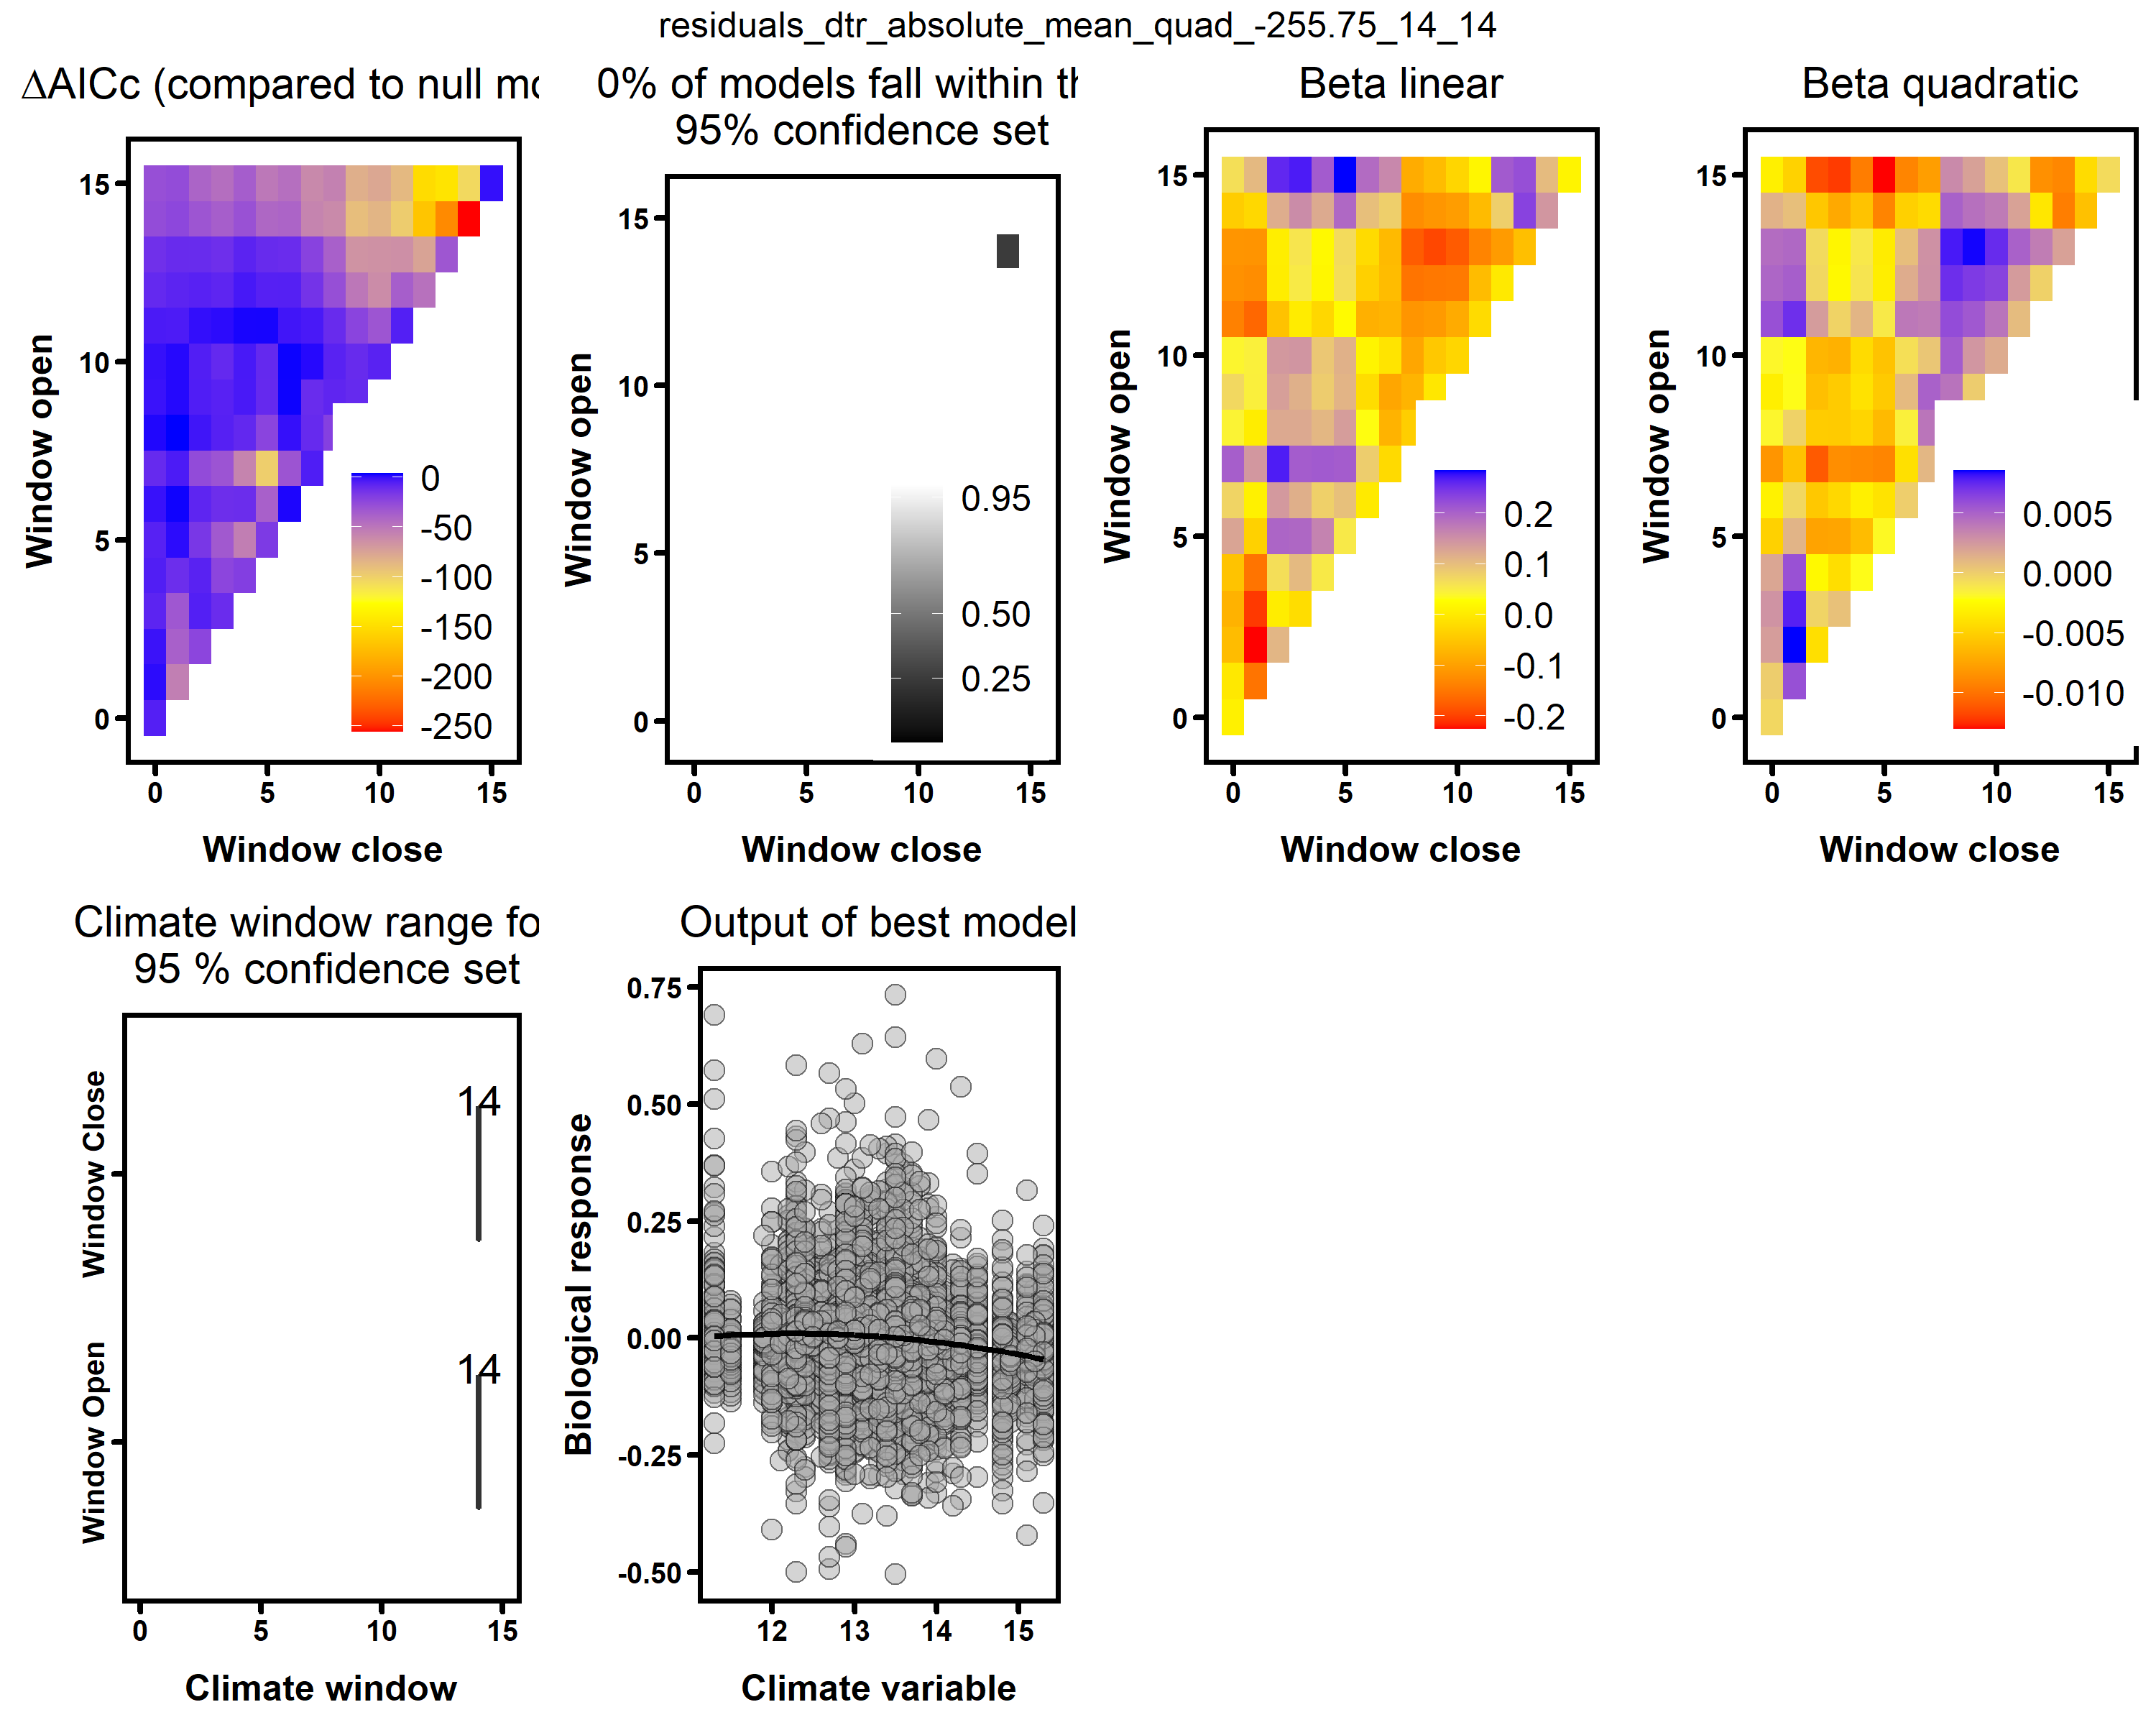 residuals_dtr_absolute_mean_quad_-255.75_14_14
ΔAICc (compared to null mo
15
10
5
0
0
-50
-100
-150
-200
-250
0 5 10 15
Window open
Window close
0% of models fall within th
95% confidence set
15
10
5
0
0.95
0.50
0.25
0 5 10 15
Window open
Window close
Beta linear
15
10
5
0
0.2
0.1
0.0
-0.1
-0.2
0 5 10 15
Window open
Window close
Beta quadratic
15
10
5
0
0.005
0.000
-0.005
-0.010
0 5 10 15
Window open
Window close
Climate window range fo
95 % confidence set
Window Close
Window Open
14
14
0 5 10 15
Climate window
Output of best model
0.75
0.50
0.25
0.00
-0.25
-0.50
12 13 14 15
Biological response
Climate variable